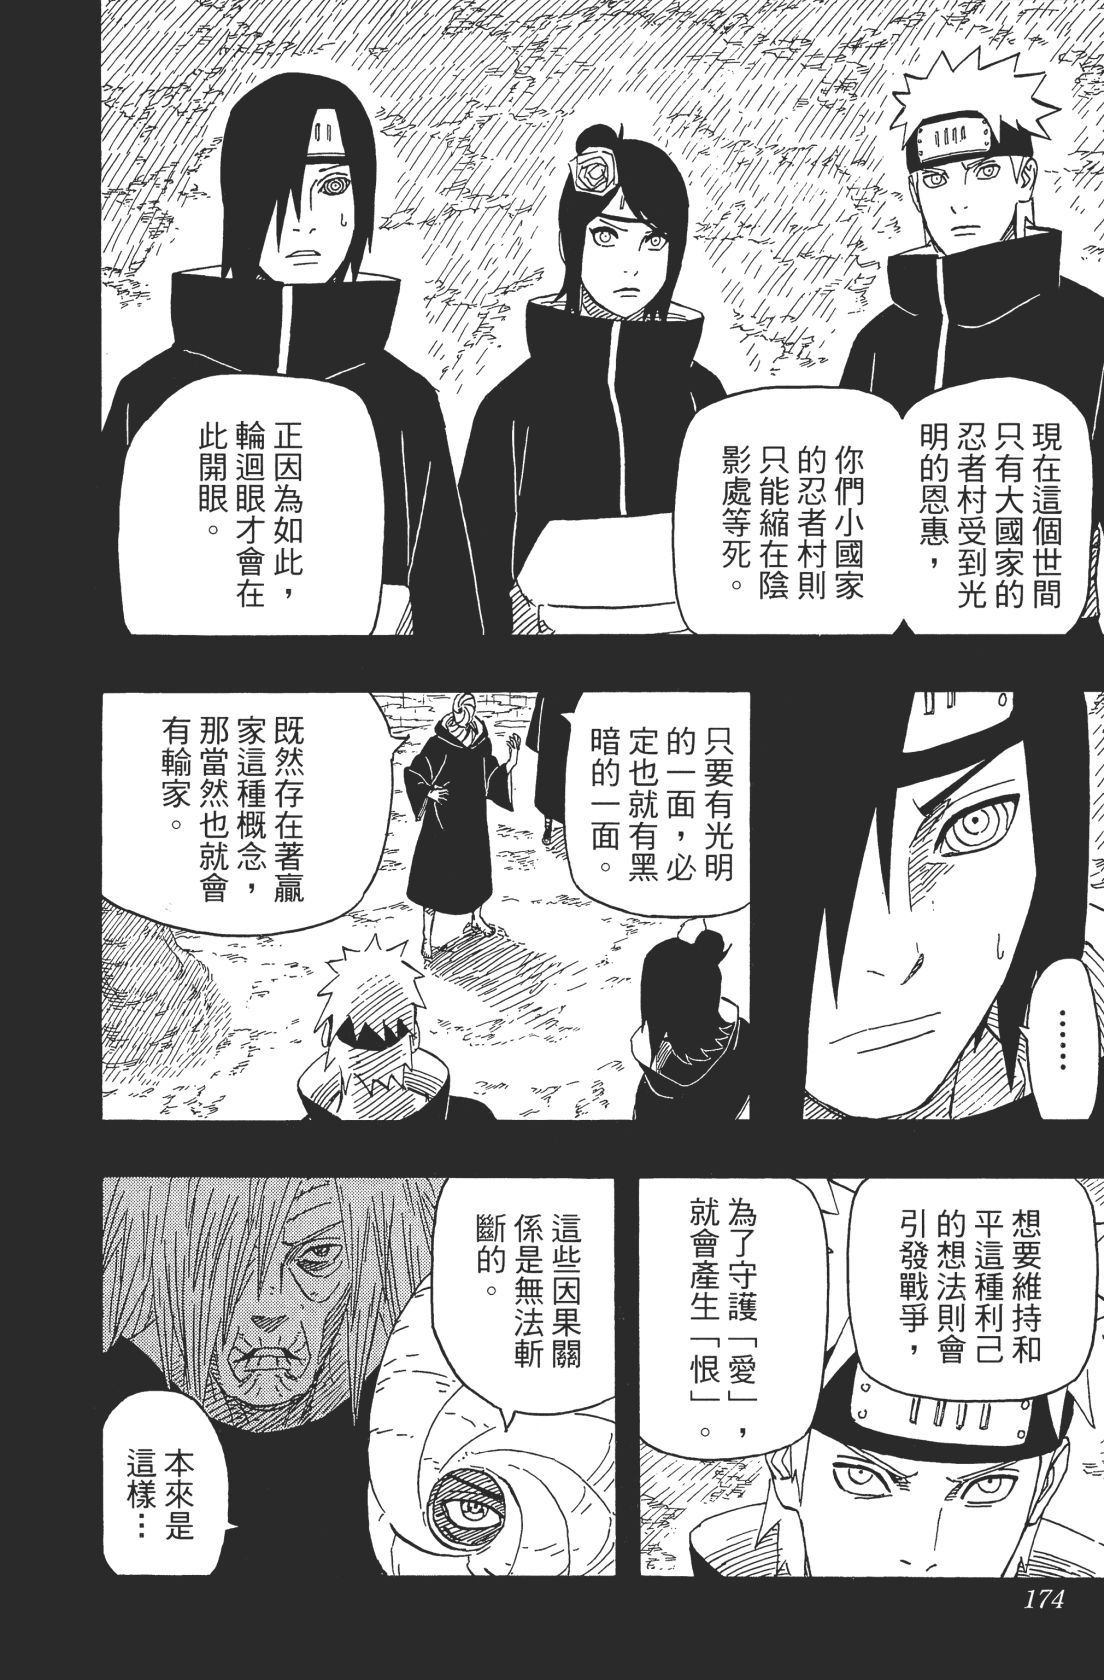 現在這個世間
只有大國家的
忍者村受到光
明的恩惠，
你們小國家
的忍者村則
只能縮在陰
影處等死。
正因為如此，
輪迴眼才會在
此開眼。
……
只要有光明
的一面，必
定也就有黑
暗的一面。
既然存在著贏
家這種概念，
那當然也就會
有輸家。
想要維持和
平這種利己
的想法則會
引發戰爭，
為了守護「愛」，
就會產生「恨」。
這些因果關
係是無法斬
斷的。
本來是
這樣…
174